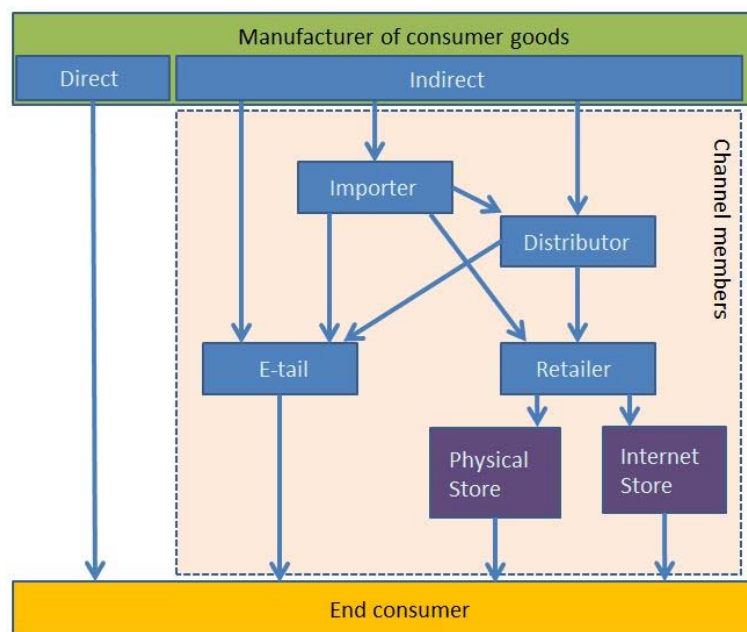 Manufacturer of consumer goods
Direct
Indirect
Channel members
Importer
Distributor
E-tail
Retailer
Physical
Store
Internet
Store
End consumer